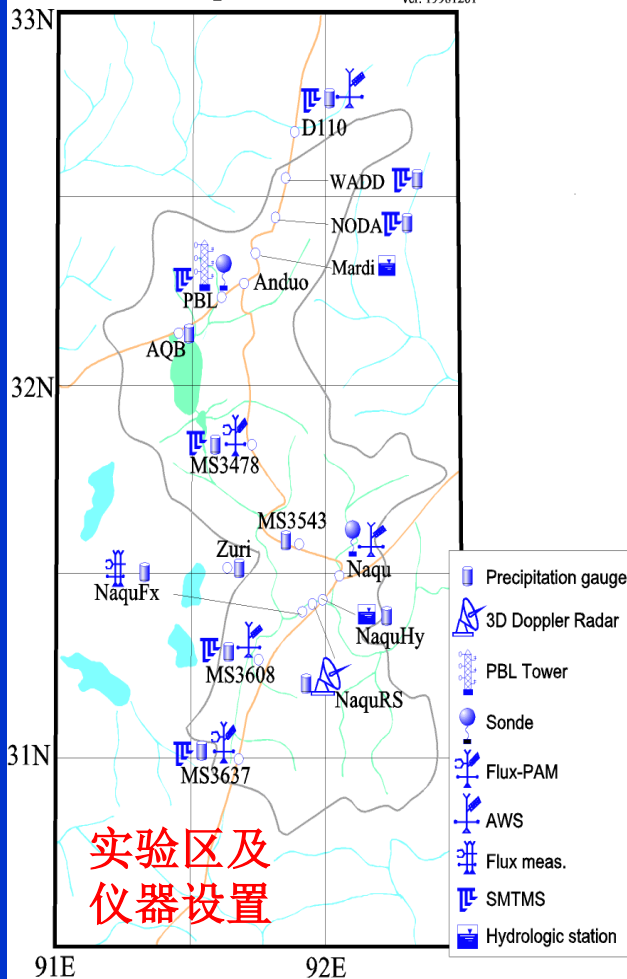 Ver. 19981201
33N
D110
WADD
NODA
Mardi
Anduo
PBL
AQB
32N
MS3478
MS3543
Zuri
Naqu
NaquFx
NaquHy
MS3608
NaquRS
31N
MS3637
实验区及
仪器设置
91E
92E
Precipitation gauge
3D Doppler Radar
PBL Tower
Sonde
Flux-PAM
AWS
Flux meas.
SMTMS
Hydrologic station